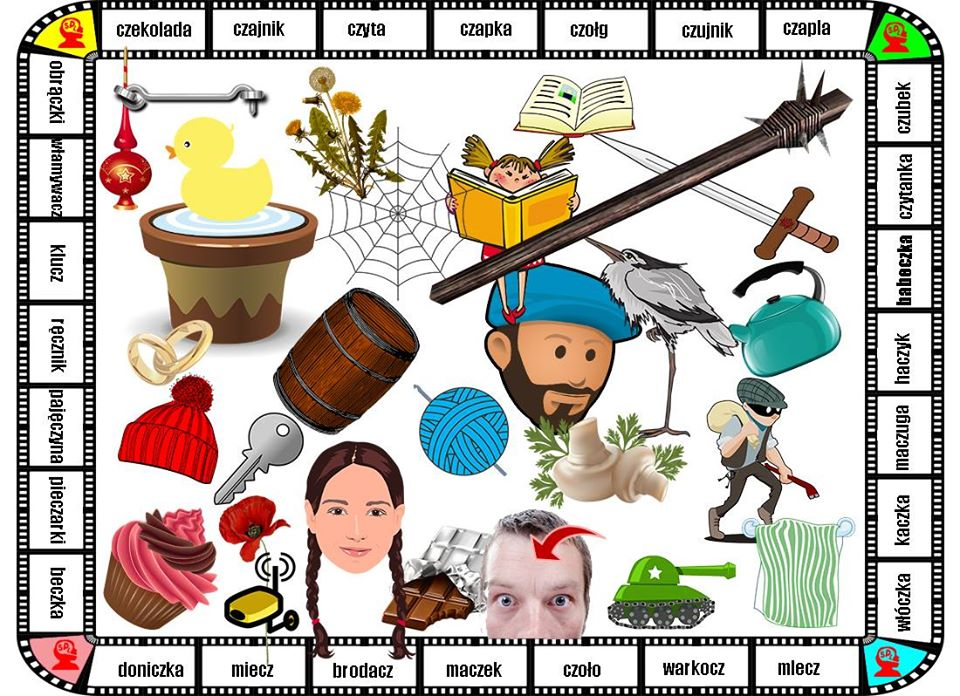 czekolada
czajnik
czyta
czapka
czołg
czujnik
czapla
czubek
czytanka
babeczka
haczyk
maczuga
kaczka
włóczka
mlecz
warkocz
czoło
maczek
brodacz
miecz
doniczka
beczka
pieczarki
pajęczyna
ręcznik
klucz
włamywacz
obrączki